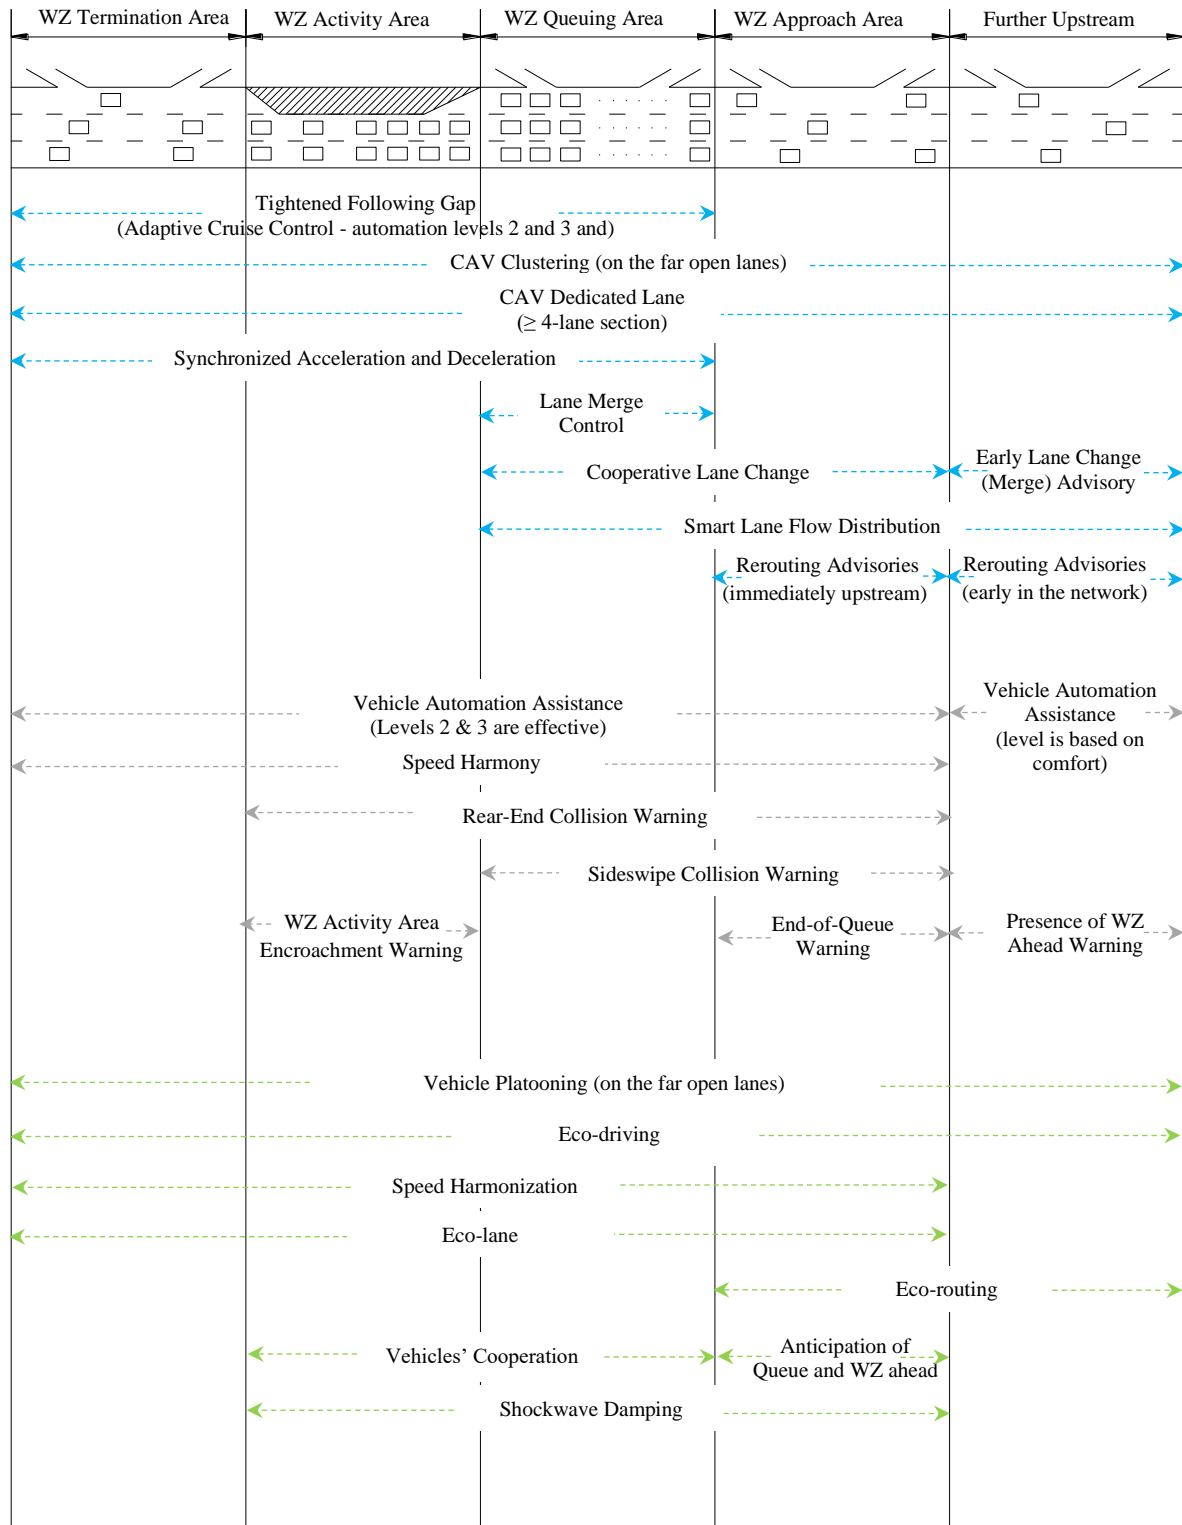 WZ Termination Area
WZ Activity Area
WZ Queuing Area
WZ Approach Area
Further Upstream
Tightened Following Gap
(Adaptive Cruise Control - automation levels 2 and 3 and)
CAV Clustering (on the far open lanes)
CAV Dedicated Lane
(≥ 4-lane section)
Synchronized Acceleration and Deceleration
Lane Merge
Control
Cooperative Lane Change
Early Lane Change
(Merge) Advisory
Smart Lane Flow Distribution
Rerouting Advisories
(immediately upstream)
Rerouting Advisories
(early in the network)
Vehicle Automation Assistance
(Levels 2 & 3 are effective)
Vehicle Automation
Assistance
(level is based on
comfort)
Speed Harmony
Rear-End Collision Warning
Sideswipe Collision Warning
WZ Activity Area
Encroachment Warning
End-of-Queue
Warning
Presence of WZ
Ahead Warning
Vehicle Platooning (on the far open lanes)
Eco-driving
Speed Harmonization
Eco-lane
Eco-routing
Vehicles’ Cooperation
Anticipation of
Queue and WZ ahead
Shockwave Damping